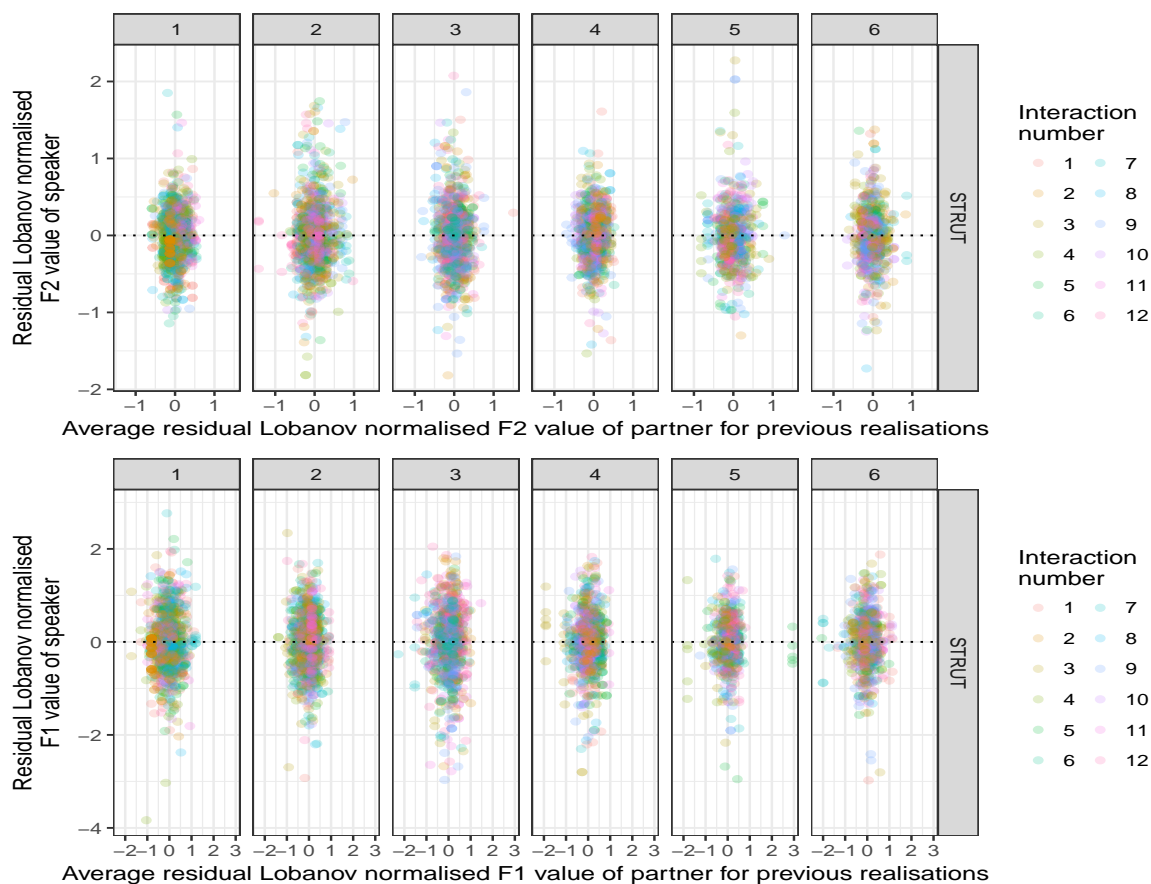 1 2 3 4 5 6
Residual Lobanov normalised
F2 value of speaker
2
1
0
−1
−2
STRUT
−1 0 1 −1 0 1 −1 0 1 −1 0 1 −1 0 1 −1 0 1
Average residual Lobanov normalised F2 value of partner for previous realisations
Interaction
number
1 7
2 8
3 9
4 10
5 11
6 12
1 2 3 4 5 6
Residual Lobanov normalised
F1 value of speaker
2
0
−2
−4
STRUT
−2 −1 0 1 2 3 −2 −1 0 1 2 3 −2 −1 0 1 2 3 −2 −1 0 1 2 3 −2 −1 0 1 2 3 −2 −1 0 1 2 3
Average residual Lobanov normalised F1 value of partner for previous realisations
Interaction
number
1 7
2 8
3 9
4 10
5 11
6 12